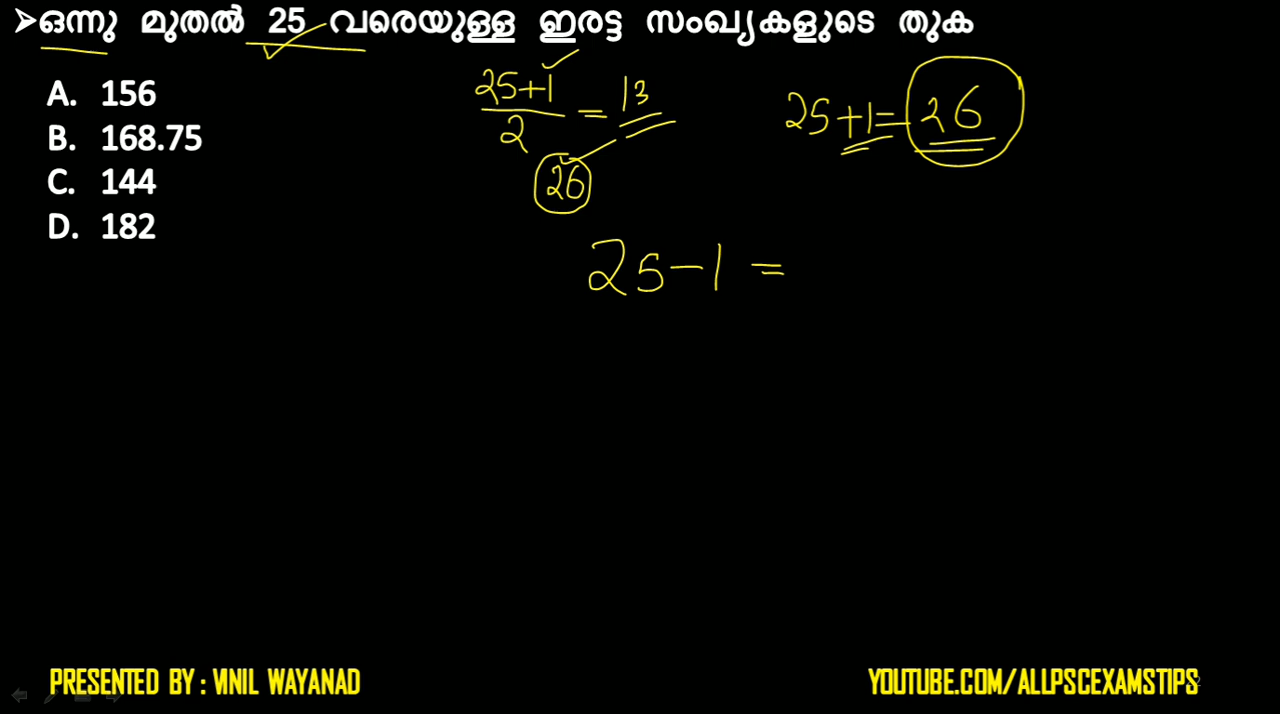 ➢ഒന്നു മുതൽ 25 വരെയുള്ള ഇരട്ട സംഖ്യകളുടെ തുക
A. 156
B. 168.75
C. 144
D. 182
25+1
2
= 13
26
25+1=26
25-1 =
PRESENTED BY : VINIL WAYANAD
YOUTUBE.COM/ALLPSCEXAMSTIPS